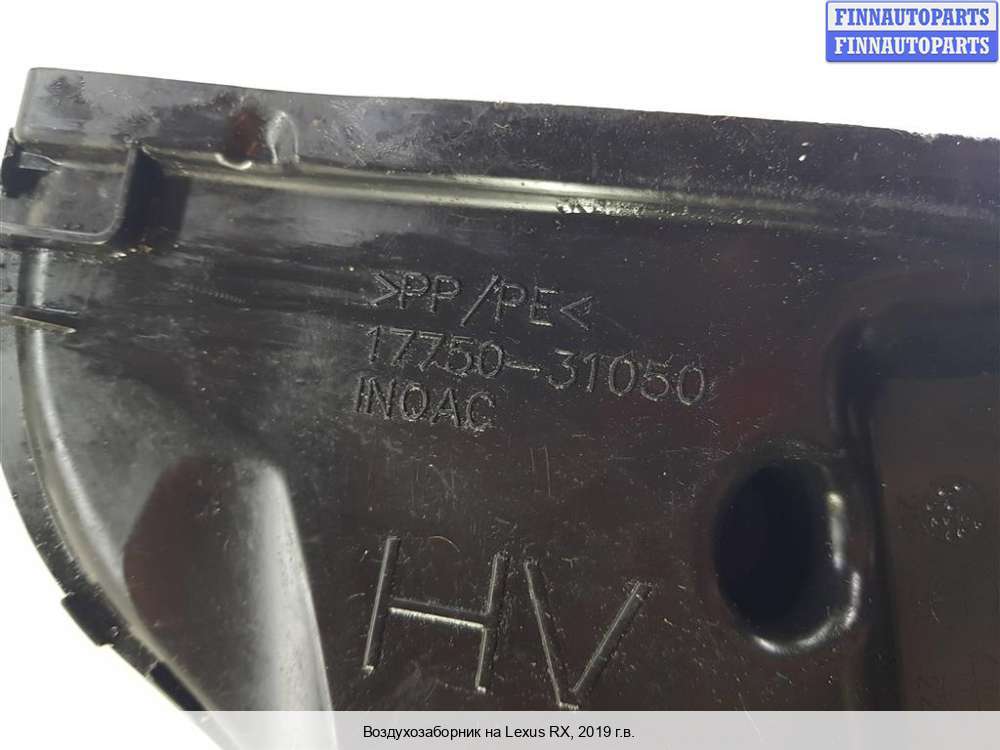 FINNAUTOPARTS
FINNAUTOPARTS
>PP/PE<
17750-31050
INOAC
HV
Воздухозаборник на Lexus RX, 2019 г.в.